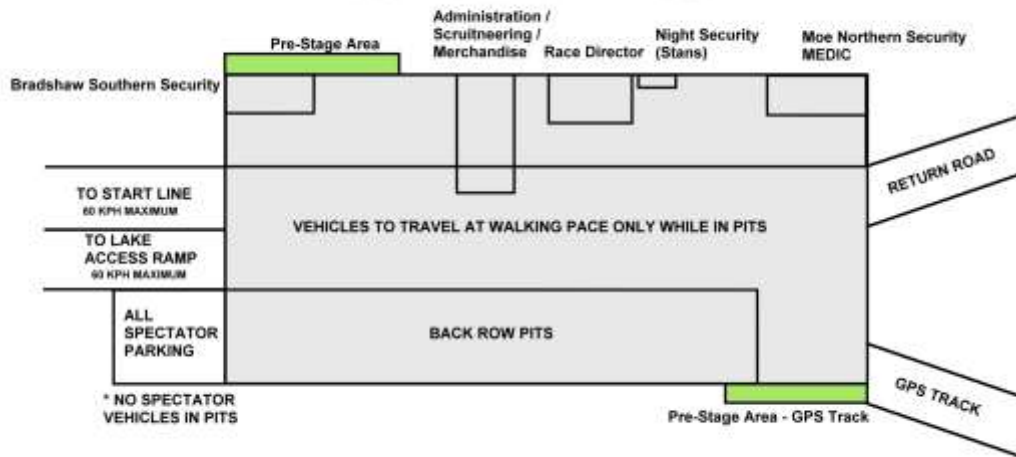 Administration /
Scruitneering /
Merchandise
Pre-Stage Area
Race Director
Night Security
(Stans)
Moe Northern Security
MEDIC
Bradshaw Southern Security
RETURN ROAD
TO START LINE
60 KPH MAXIMUM
VEHICLES TO TRAVEL AT WALKING PACE ONLY WHILE IN PITS
TO LAKE
ACCESS RAMP
60 KPH MAXIMUM
ALL
SPECTATOR
PARKING
BACK ROW PITS
* NO SPECTATOR
VEHICLES IN PITS
GPS TRACK
Pre-Stage Area - GPS Track